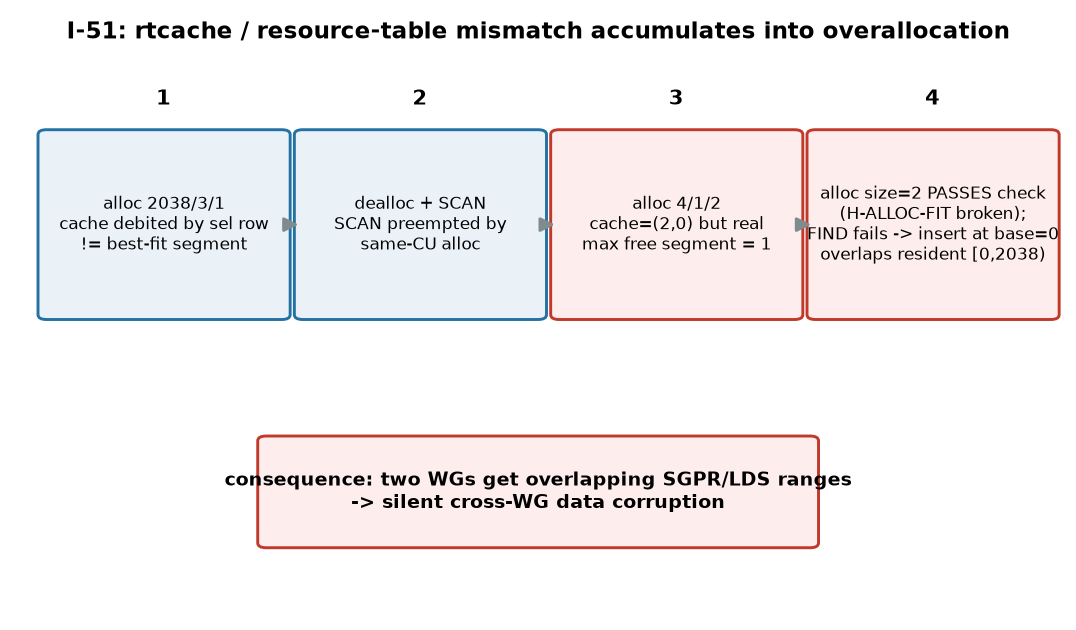 I-51: rtcache / resource-table mismatch accumulates into overallocation
1
2
3
4
alloc 2038/3/1
cache debited by sel row
!= best-fit segment
dealloc + SCAN
SCAN preempted by
same-CU alloc
alloc 4/1/2
cache=(2,0) but real
max free segment = 1
alloc size=2 PASSES check
(H-ALLOC-FIT broken);
FIND fails -> insert at base=0
overlaps resident [0,2038)
consequence: two WGs get overlapping SGPR/LDS ranges
-> silent cross-WG data corruption